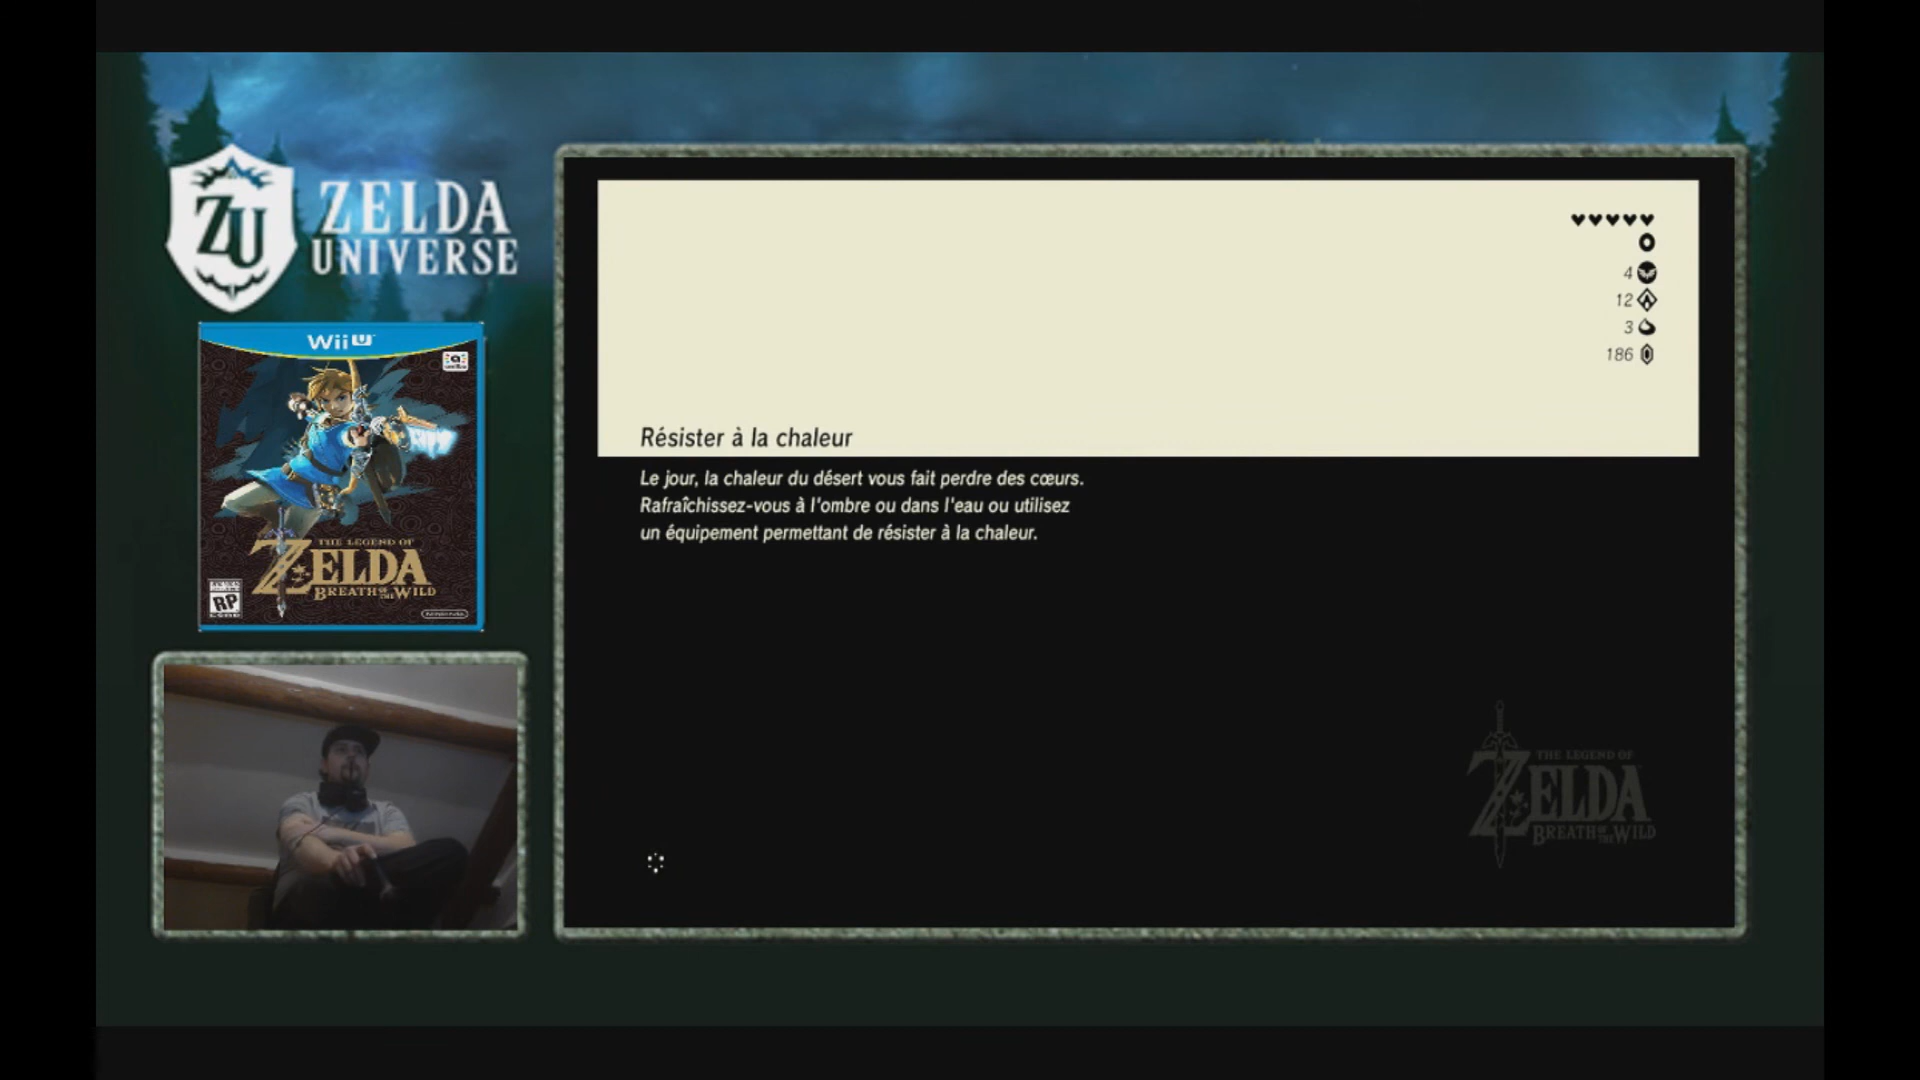 ZU
ZELDA
UNIVERSE
Wii U
THE LEGEND OF
ZELDA
BREATH OF THE WILD
RP
4
12
3
186
Résister à la chaleur
Le jour, la chaleur du désert vous fait perdre des cœurs.
Rafraîchissez-vous à l'ombre ou dans l'eau ou utilisez
un équipement permettant de résister à la chaleur.
THE LEGEND OF
ZELDA
BREATH OF THE WILD